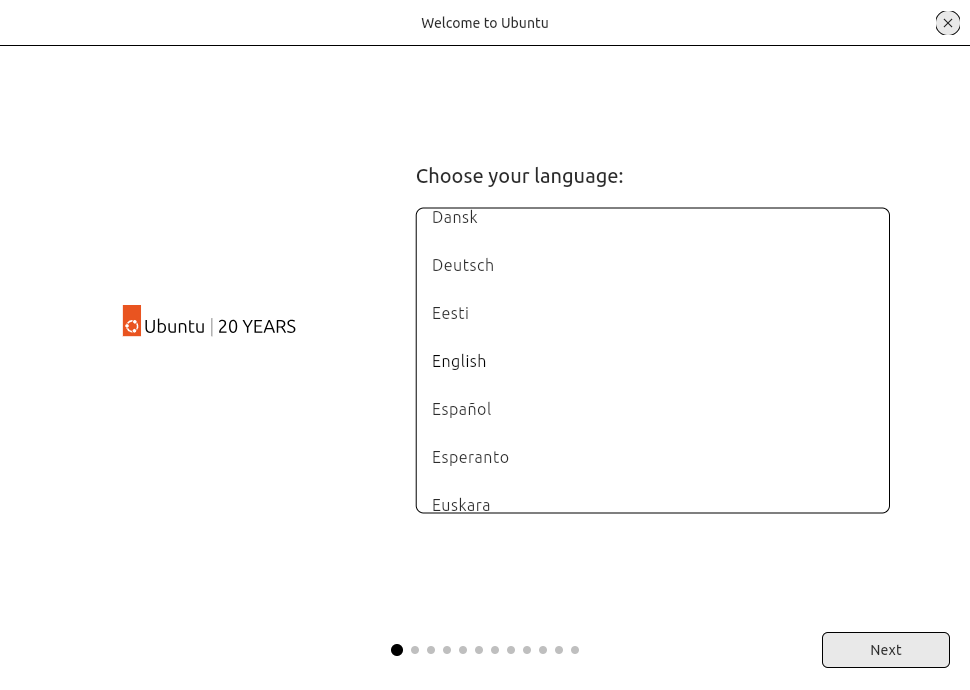 Welcome to Ubuntu
Choose your language:
Dansk
Deutsch
Eesti
English
Español
Esperanto
Euskara
Ubuntu | 20 YEARS
Next